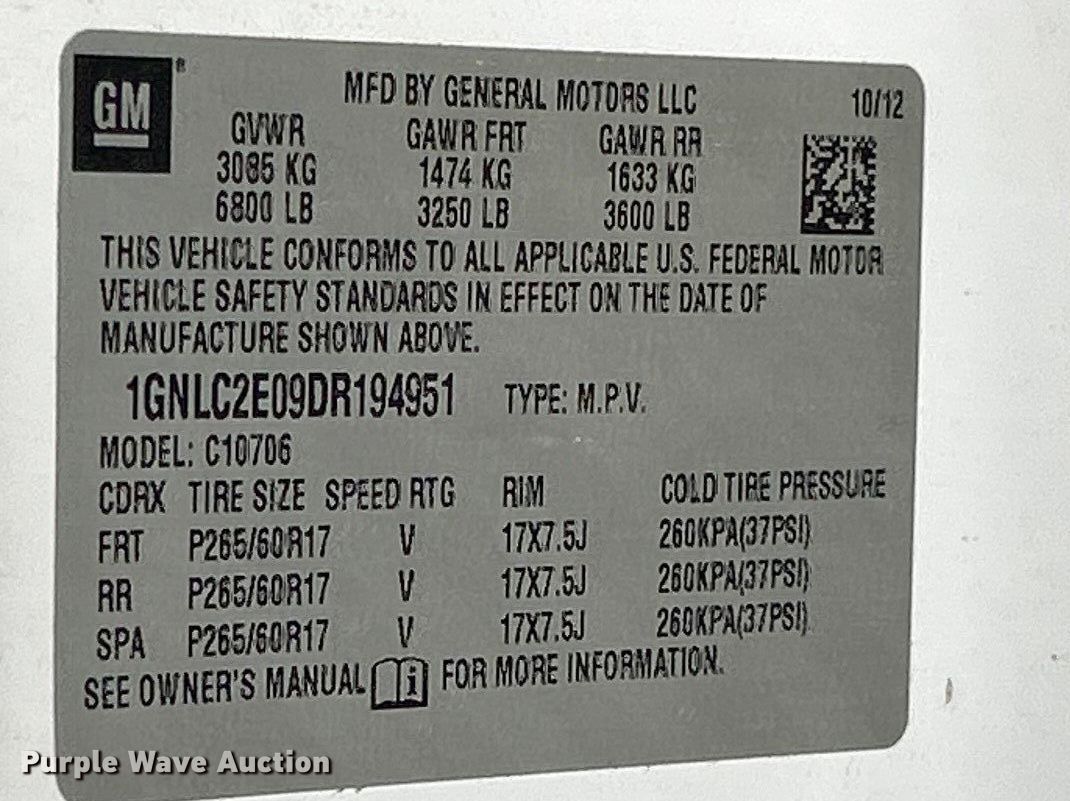 GM®
MFD BY GENERAL MOTORS LLC 10/12
GVWR GAWR FRT GAWR RR
3085 KG 1474 KG 1633 KG
6800 LB 3250 LB 3600 LB
THIS VEHICLE CONFORMS TO ALL APPLICABLE U.S. FEDERAL MOTOR
VEHICLE SAFETY STANDARDS IN EFFECT ON THE DATE OF
MANUFACTURE SHOWN ABOVE.
1GNLC2E09DR194951 TYPE: M.P.V.
MODEL: C10706
CDRX TIRE SIZE SPEED RTG RIM COLD TIRE PRESSURE
FRT P265/60R17 V 17X7.5J 260KPA(37PSI)
RR P265/60R17 V 17X7.5J 260KPA(37PSI)
SPA P265/60R17 V 17X7.5J 260KPA(37PSI)
SEE OWNER'S MANUAL i FOR MORE INFORMATION.
Purple Wave Auction